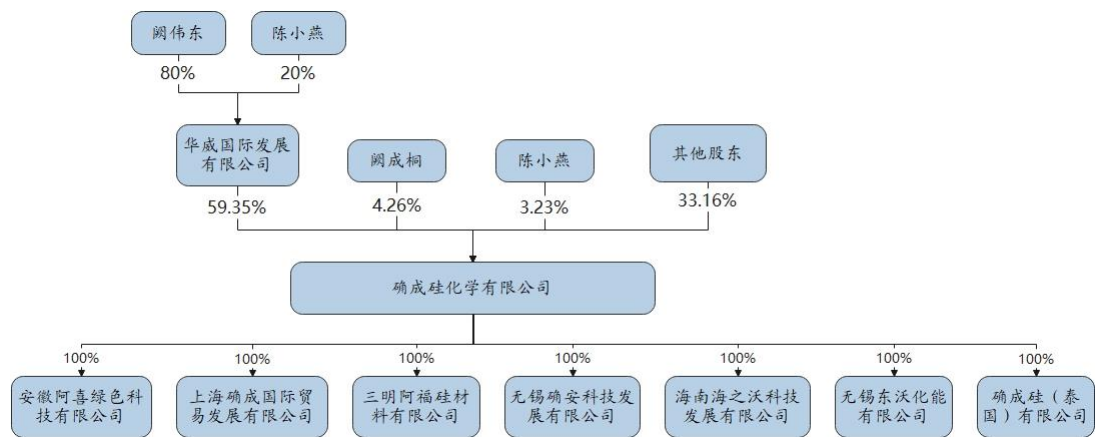 阙伟东
陈小燕
80%
20%
华威国际发展
有限公司
阙成桐
陈小燕
其他股东
59.35%
4.26%
3.23%
33.16%
确成硅化学有限公司
100%
100%
100%
100%
100%
100%
100%
安徽阿喜绿色科
技有限公司
上海确成国际贸
易发展有限公司
三明阿福硅材
料有限公司
无锡确安科技发
展有限公司
海南海之沃科技
发展有限公司
无锡东沃化能
有限公司
确成硅（泰
国）有限公司